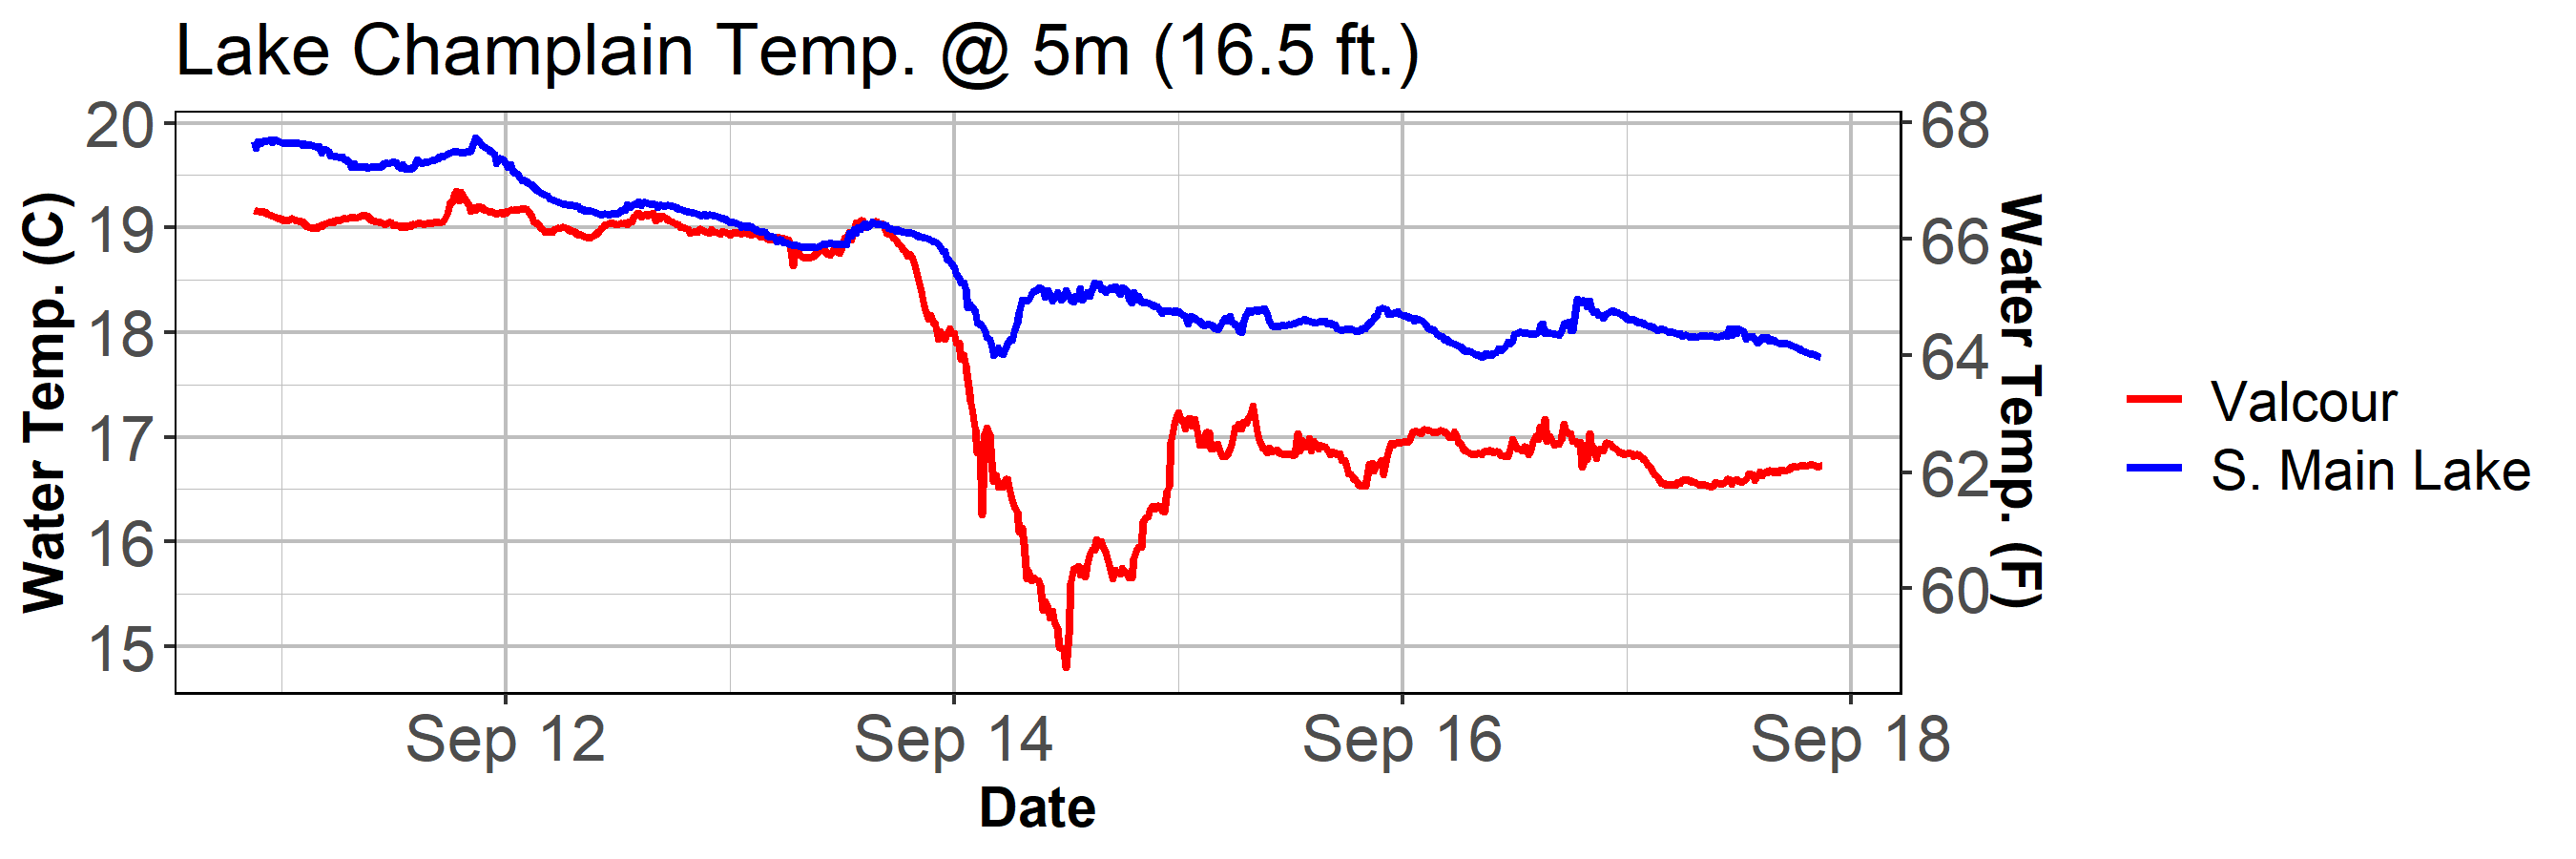 Lake Champlain Temp. @ 5m (16.5 ft.)
Water Temp. (C)
20
19
18
17
16
15
68
66
64
62
60
Water Temp. (F)
Sep 12
Sep 14
Sep 16
Sep 18
Date
Valcour
S. Main Lake